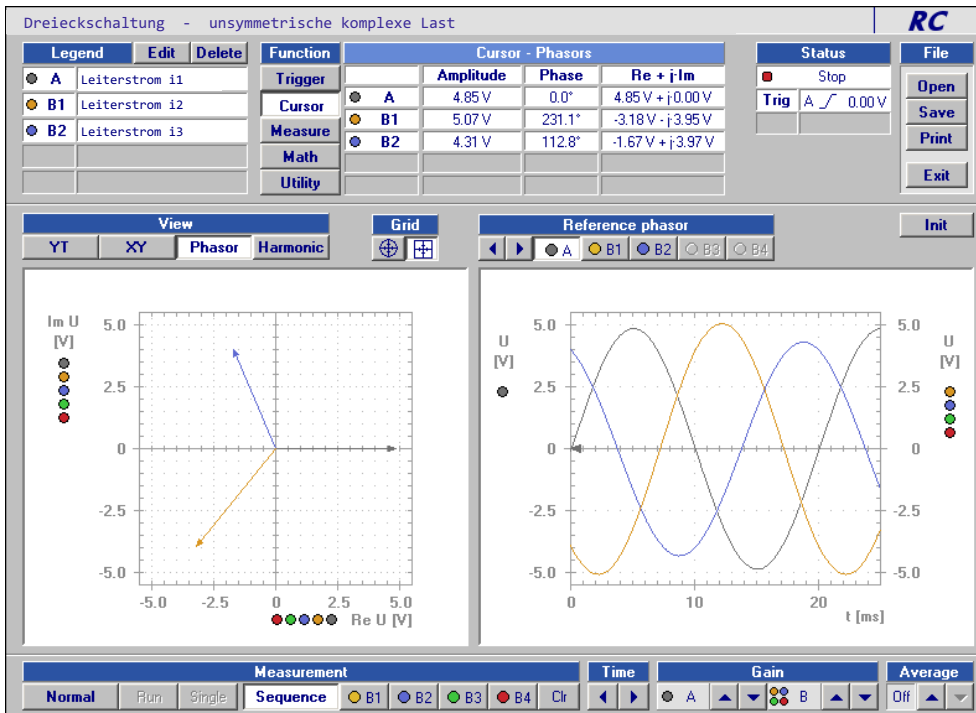 Dreieckschaltung - unsymmetrische komplexe Last
RC
Legend Edit Delete
A Leiterstrom i1
B1 Leiterstrom i2
B2 Leiterstrom i3
Function
Trigger
Cursor
Measure
Math
Utility
Cursor - Phasors
Amplitude Phase Re + j·Im
A 4.85 V 0.0° 4.85 V + j·0.00 V
B1 5.07 V 231.1° -3.18 V - j·3.95 V
B2 4.31 V 112.8° -1.67 V + j·3.97 V
Status
Stop
Trig A 0.00 V
File
Open
Save
Print
Exit
View
YT XY Phasor Harmonic
Grid
Reference phasor
A B1 B2 B3 B4
Init
Im U
[V]
5.0
2.5
0
-2.5
-5.0
-5.0 -2.5 0 2.5 5.0
Re U [V]
U
[V]
5.0
2.5
0
-2.5
-5.0
0 10 20
t [ms]
5.0
2.5
0
-2.5
-5.0
U
[V]
Measurement
Normal Run Single Sequence B1 B2 B3 B4 Clr
Time
Gain
A B
Average
Off